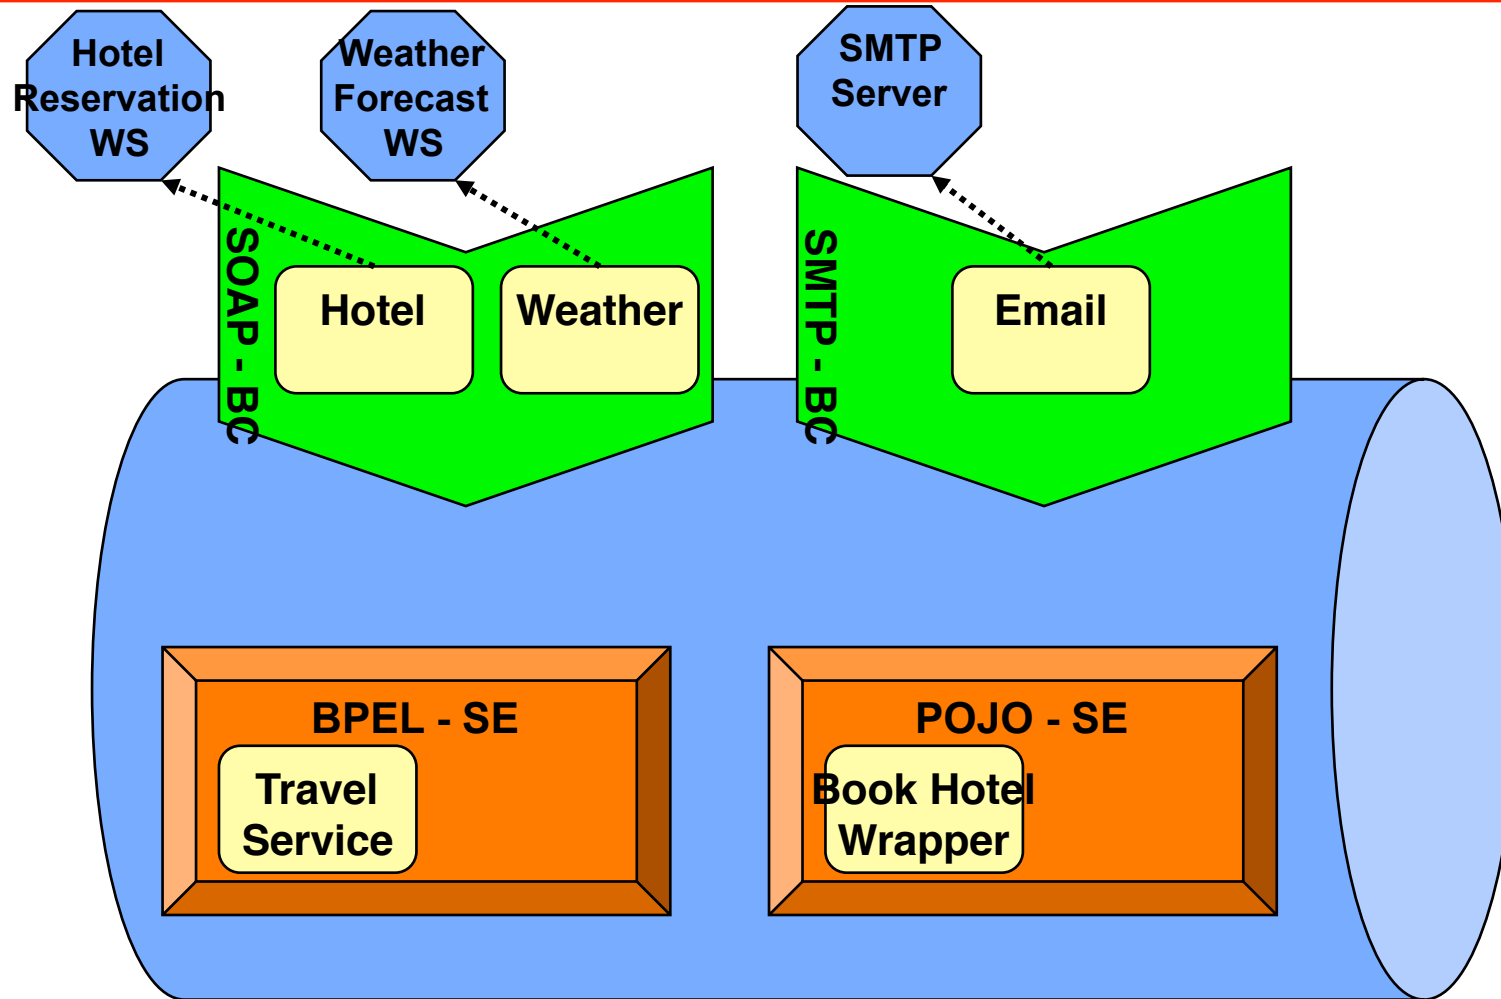 Hotel
Reservation
WS
Weather
Forecast
WS
SMTP
Server
SOAP - BC
Hotel
Weather
SMTP - BC
Email
BPEL - SE
Travel
Service
POJO - SE
Book Hotel
Wrapper